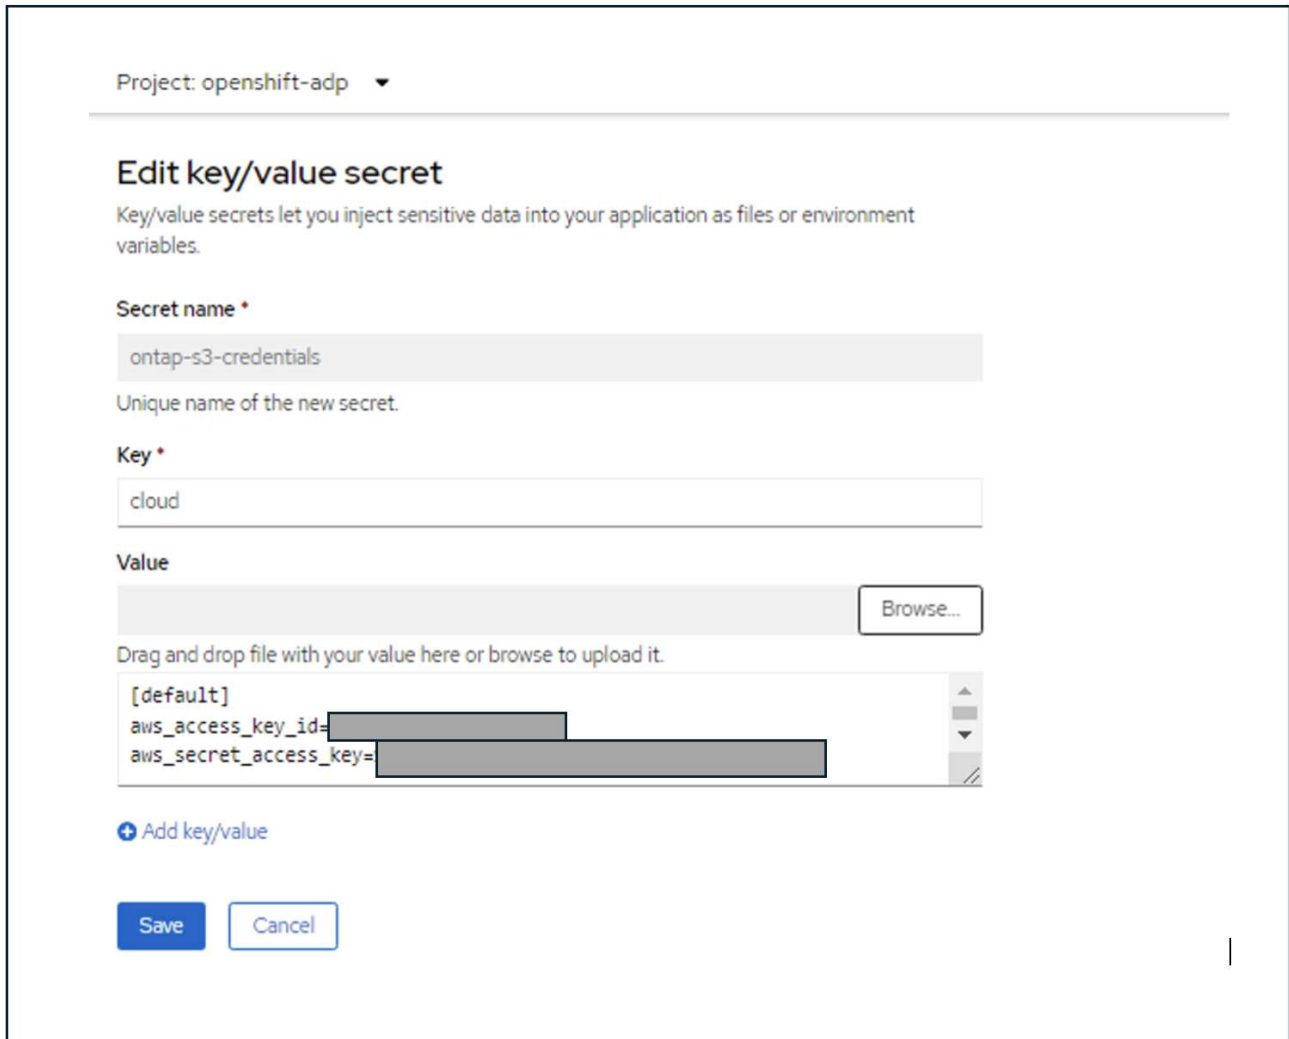 Project: openshift-adp
Edit key/value secret
Key/value secrets let you inject sensitive data into your application as files or environment
variables.
Secret name *
ontap-s3-credentials
Unique name of the new secret.
Key *
cloud
Value
Browse...
Drag and drop file with your value here or browse to upload it.
[default]
aws_access_key_id=
aws_secret_access_key=
Add key/value
Save
Cancel